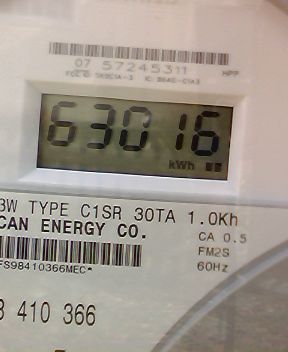 07 57245311
HPP
63016
kWh
3W TYPE C1SR 30TA 1.0Kh
CAN ENERGY CO.
CA 0.5
FM2S
60Hz
FS98410366MEC*
8 410 366